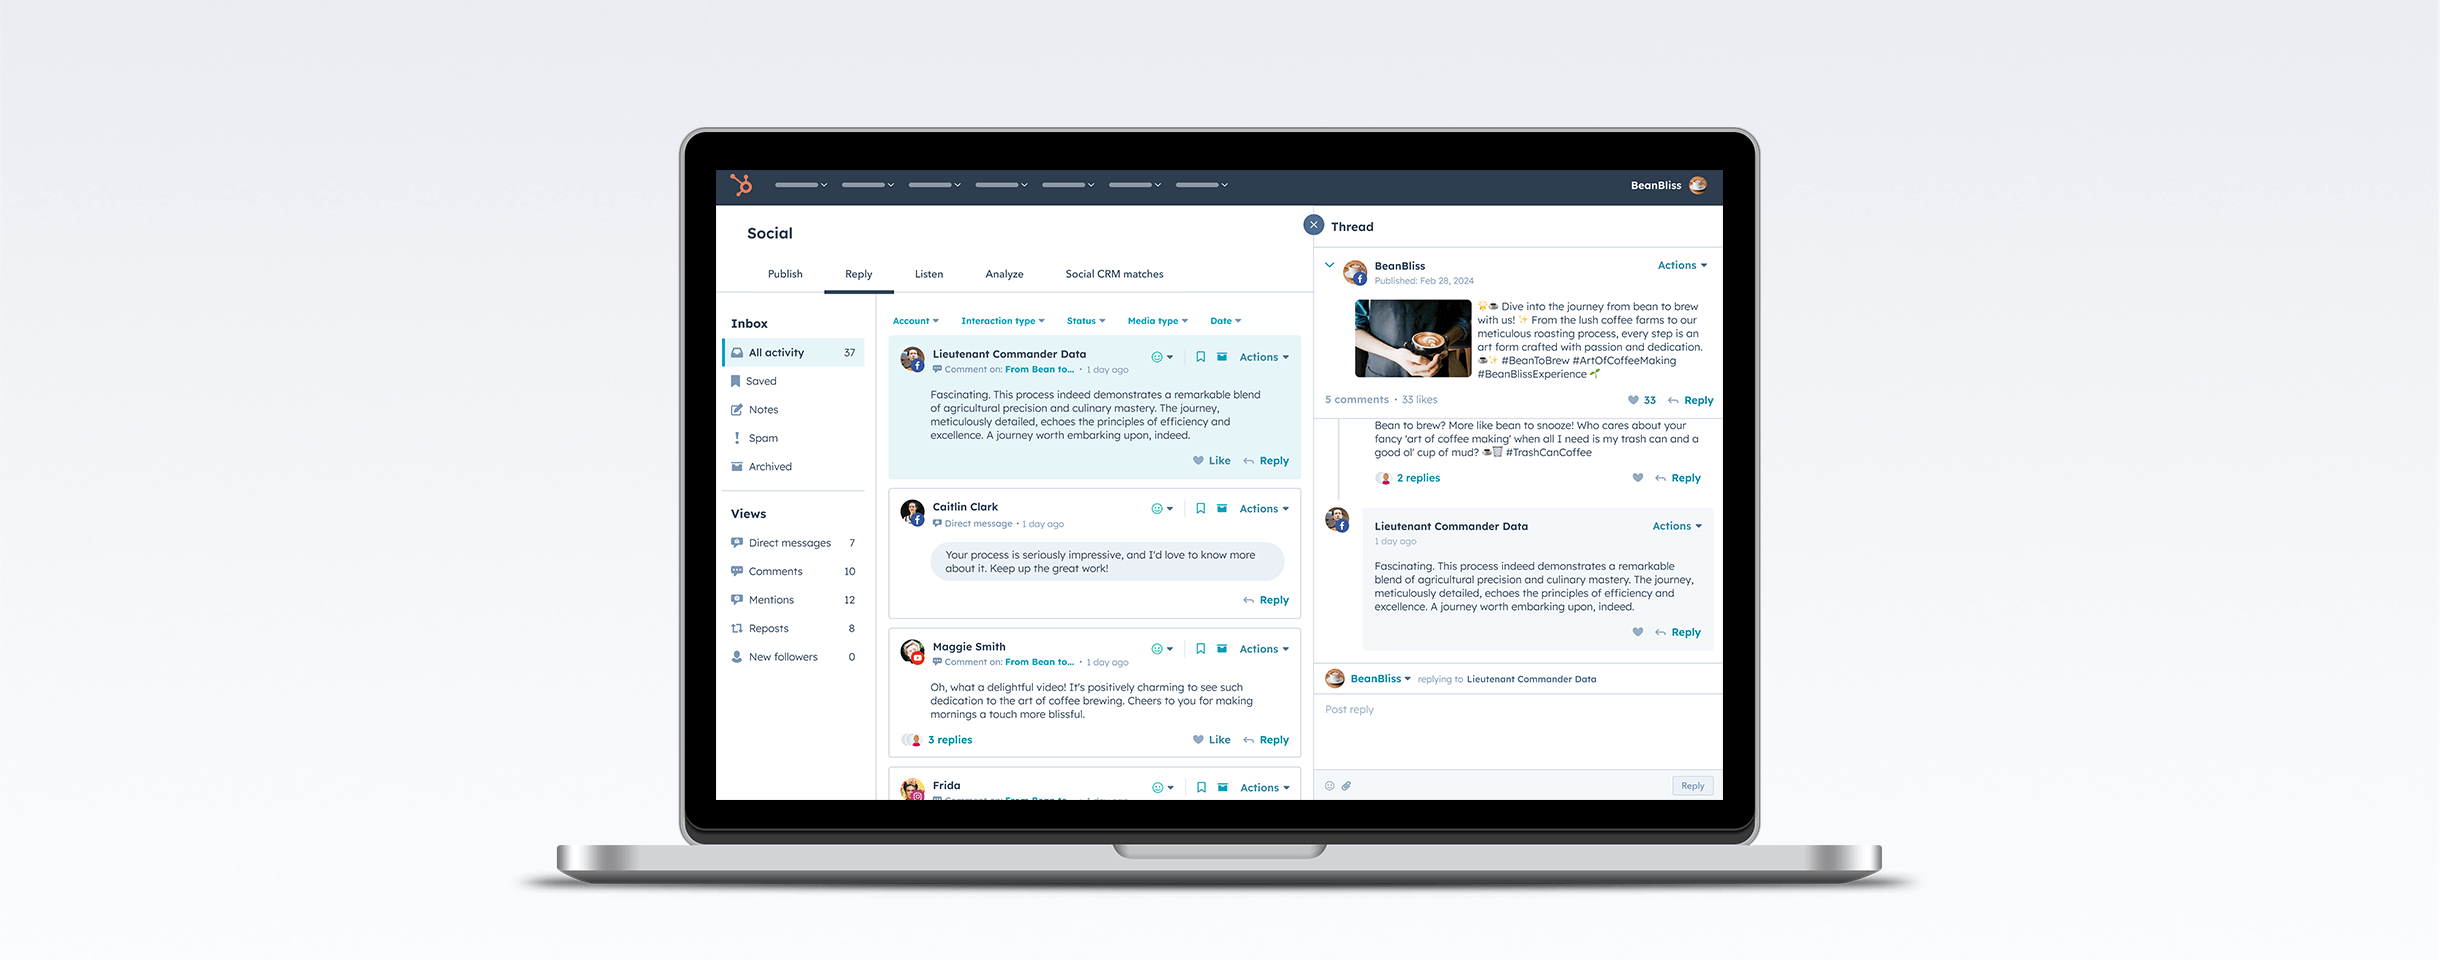 BeanBliss
Social
Publish
Reply
Listen
Analyze
Social CRM matches
Inbox
All activity 37
Saved
Notes
Spam
Archived
Views
Direct messages 7
Comments 10
Mentions 12
Reposts 8
New followers 0
Account
Interaction type
Status
Media type
Date
Lieutenant Commander Data
Actions
Comment on: From Bean to... • 1 day ago
Fascinating. This process indeed demonstrates a remarkable blend
of agricultural precision and culinary mastery. The journey,
meticulously detailed, echoes the principles of efficiency and
excellence. A journey worth embarking upon, indeed.
Like
Reply
Caitlin Clark
Actions
Direct message • 1 day ago
Your process is seriously impressive, and I'd love to know more
about it. Keep up the great work!
Reply
Maggie Smith
Actions
Comment on: From Bean to... • 1 day ago
Oh, what a delightful video! It's positively charming to see such
dedication to the art of coffee brewing. Cheers to you for making
mornings a touch more blissful.
3 replies
Like
Reply
Frida
Actions
Comment on: From Bean to... • 1 day ago
Thread
BeanBliss
Actions
Published: Feb 28, 2024
🌟☕ Dive into the journey from bean to brew
with us! ✨ From the lush coffee farms to our
meticulous roasting process, every step is an
art form crafted with passion and dedication.
☕✨ #BeanToBrew #ArtOfCoffeeMaking
#BeanBlissExperience 🌱
5 comments • 33 likes
33
Reply
Bean to brew? More like bean to snooze! Who cares about your
fancy 'art of coffee making' when all I need is my trash can and a
good ol' cup of mud? ☕🗑️ #TrashCanCoffee
2 replies
Reply
Lieutenant Commander Data
Actions
1 day ago
Fascinating. This process indeed demonstrates a remarkable
blend of agricultural precision and culinary mastery. The journey,
meticulously detailed, echoes the principles of efficiency and
excellence. A journey worth embarking upon, indeed.
Reply
BeanBliss replying to Lieutenant Commander Data
Post reply
Reply